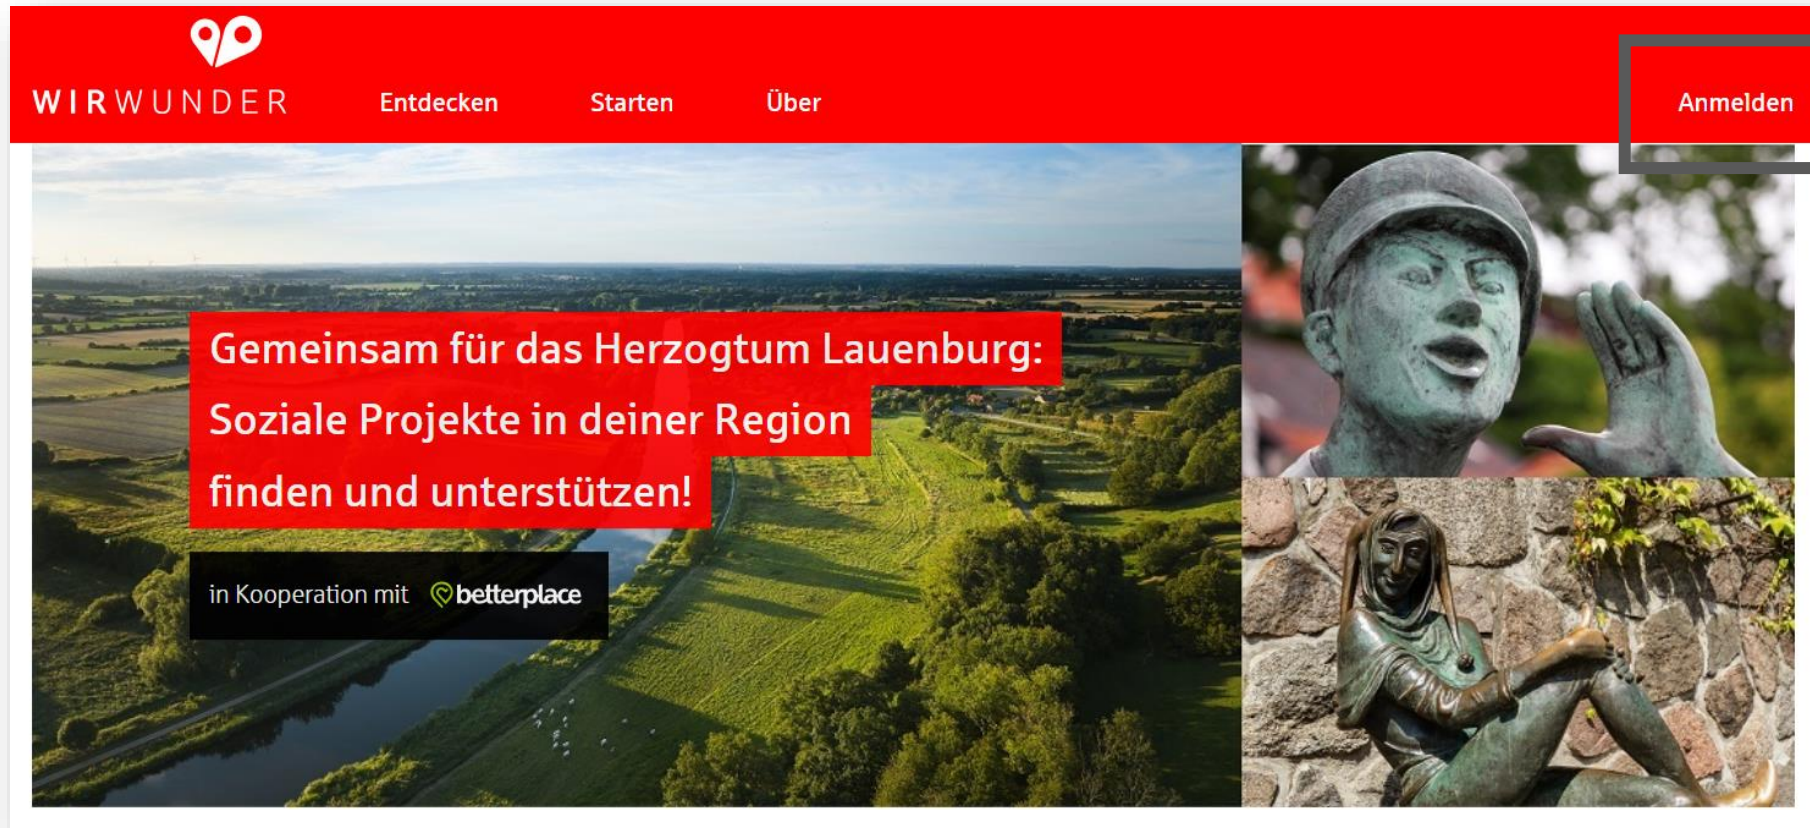 WIRWUNDER
Entdecken
Starten
Über
Anmelden
Gemeinsam für das Herzogtum Lauenburg:
Soziale Projekte in deiner Region
finden und unterstützen!
in Kooperation mit betterplace